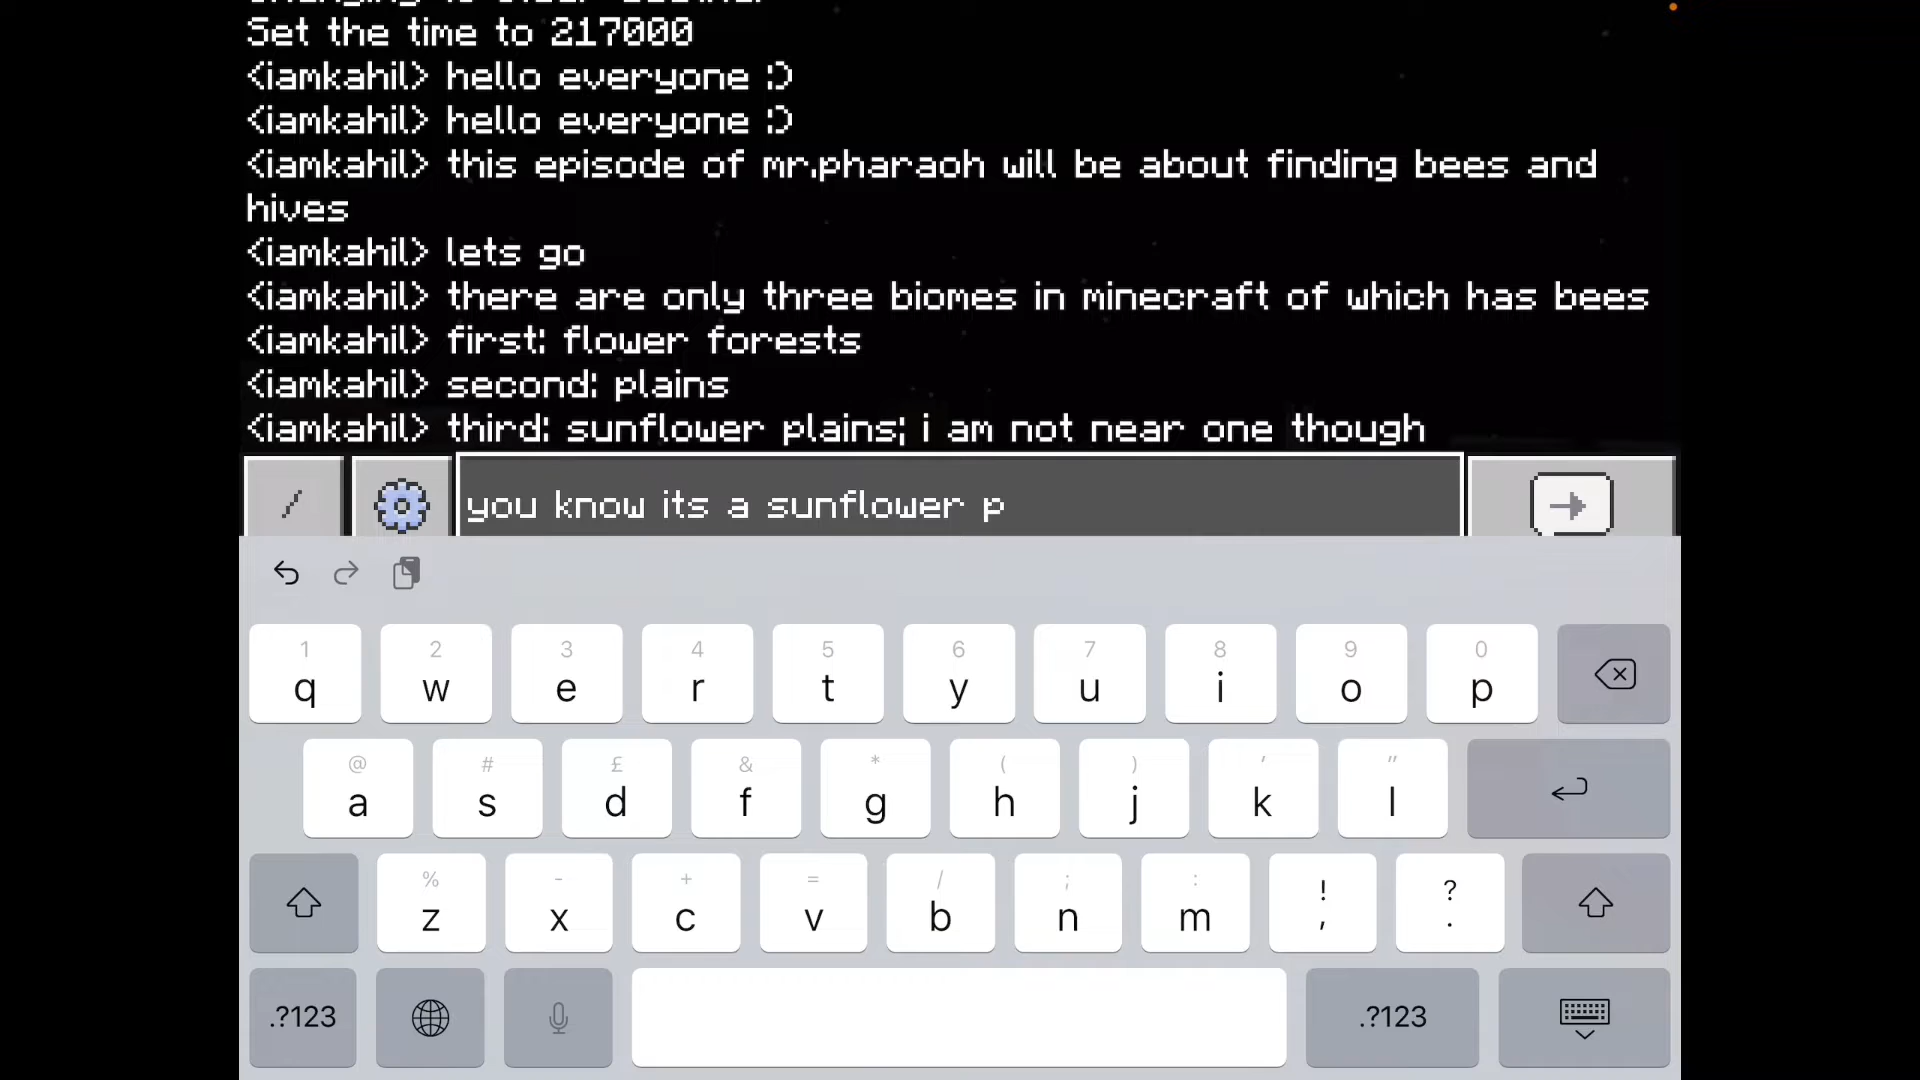 Set the time to 217000
<iamkahil> hello everyone :)
<iamkahil> hello everyone :)
<iamkahil> this episode of mr.pharaoh will be about finding bees and
hives
<iamkahil> lets go
<iamkahil> there are only three biomes in minecraft of which has bees
<iamkahil> first: flower forests
<iamkahil> second: plains
<iamkahil> third: sunflower plains; i am not near one though
/ you know its a sunflower p
1 2 3 4 5 6 7 8 9 0
q w e r t y u i o p
@ # £ & * ( ) ' "
a s d f g h j k l
% - + = / ; : ! ?
z x c v b n m , .
.?123 .?123